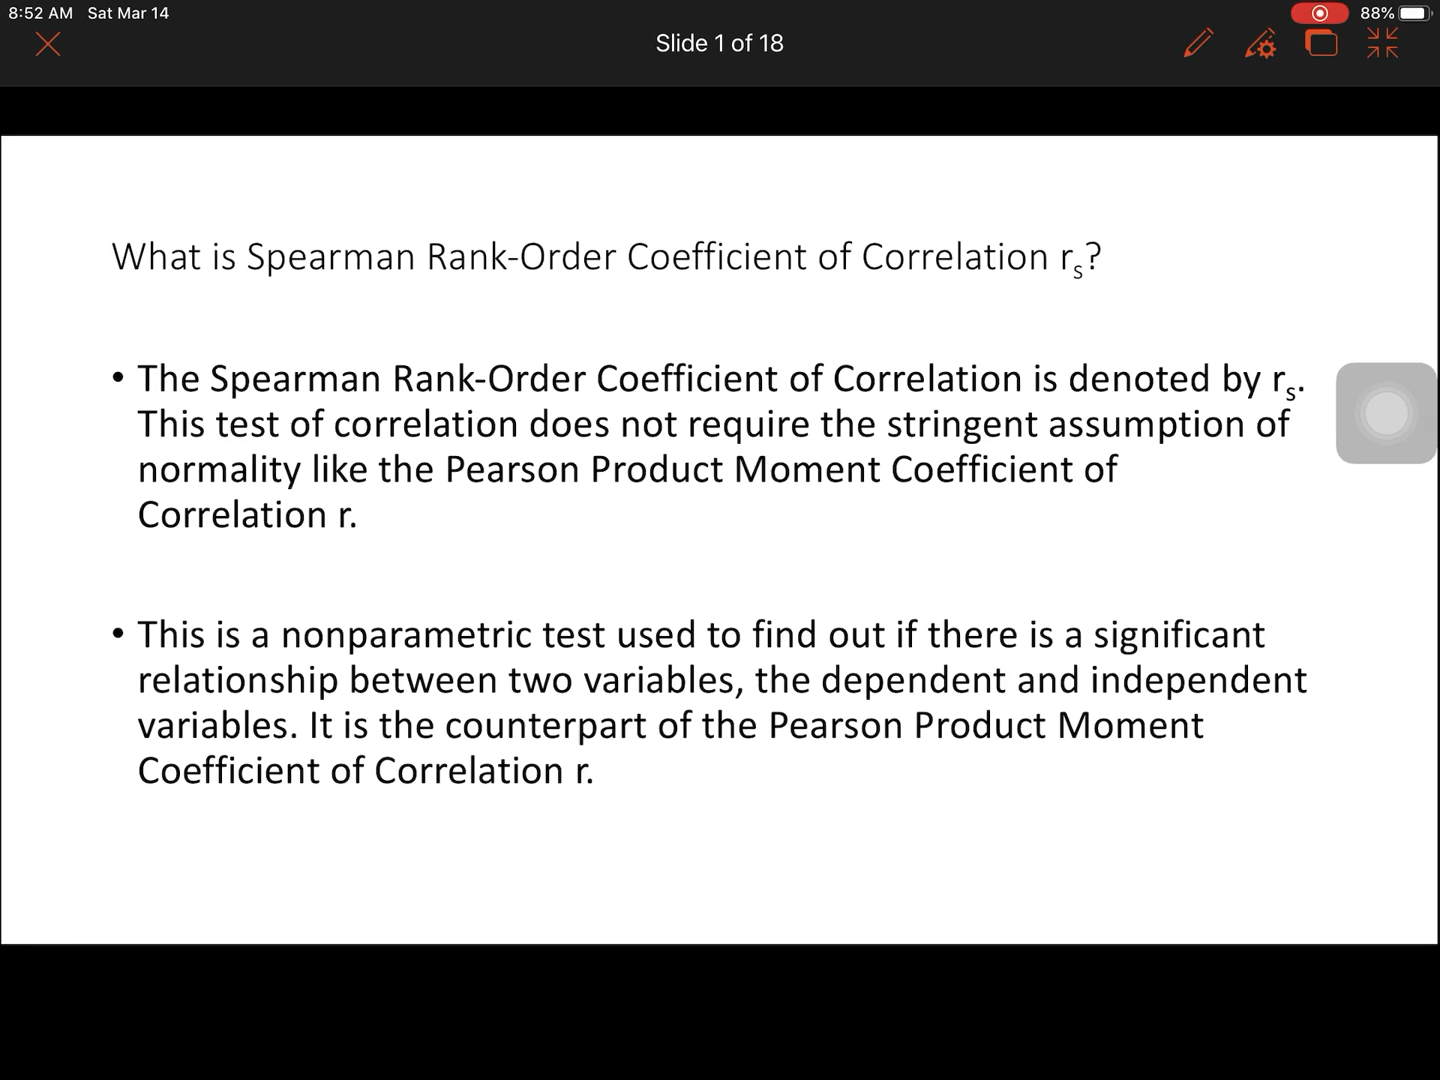 8:52 AM Sat Mar 14
88%
Slide 1 of 18
What is Spearman Rank-Order Coefficient of Correlation rs?
• The Spearman Rank-Order Coefficient of Correlation is denoted by rs.
This test of correlation does not require the stringent assumption of
normality like the Pearson Product Moment Coefficient of
Correlation r.
• This is a nonparametric test used to find out if there is a significant
relationship between two variables, the dependent and independent
variables. It is the counterpart of the Pearson Product Moment
Coefficient of Correlation r.